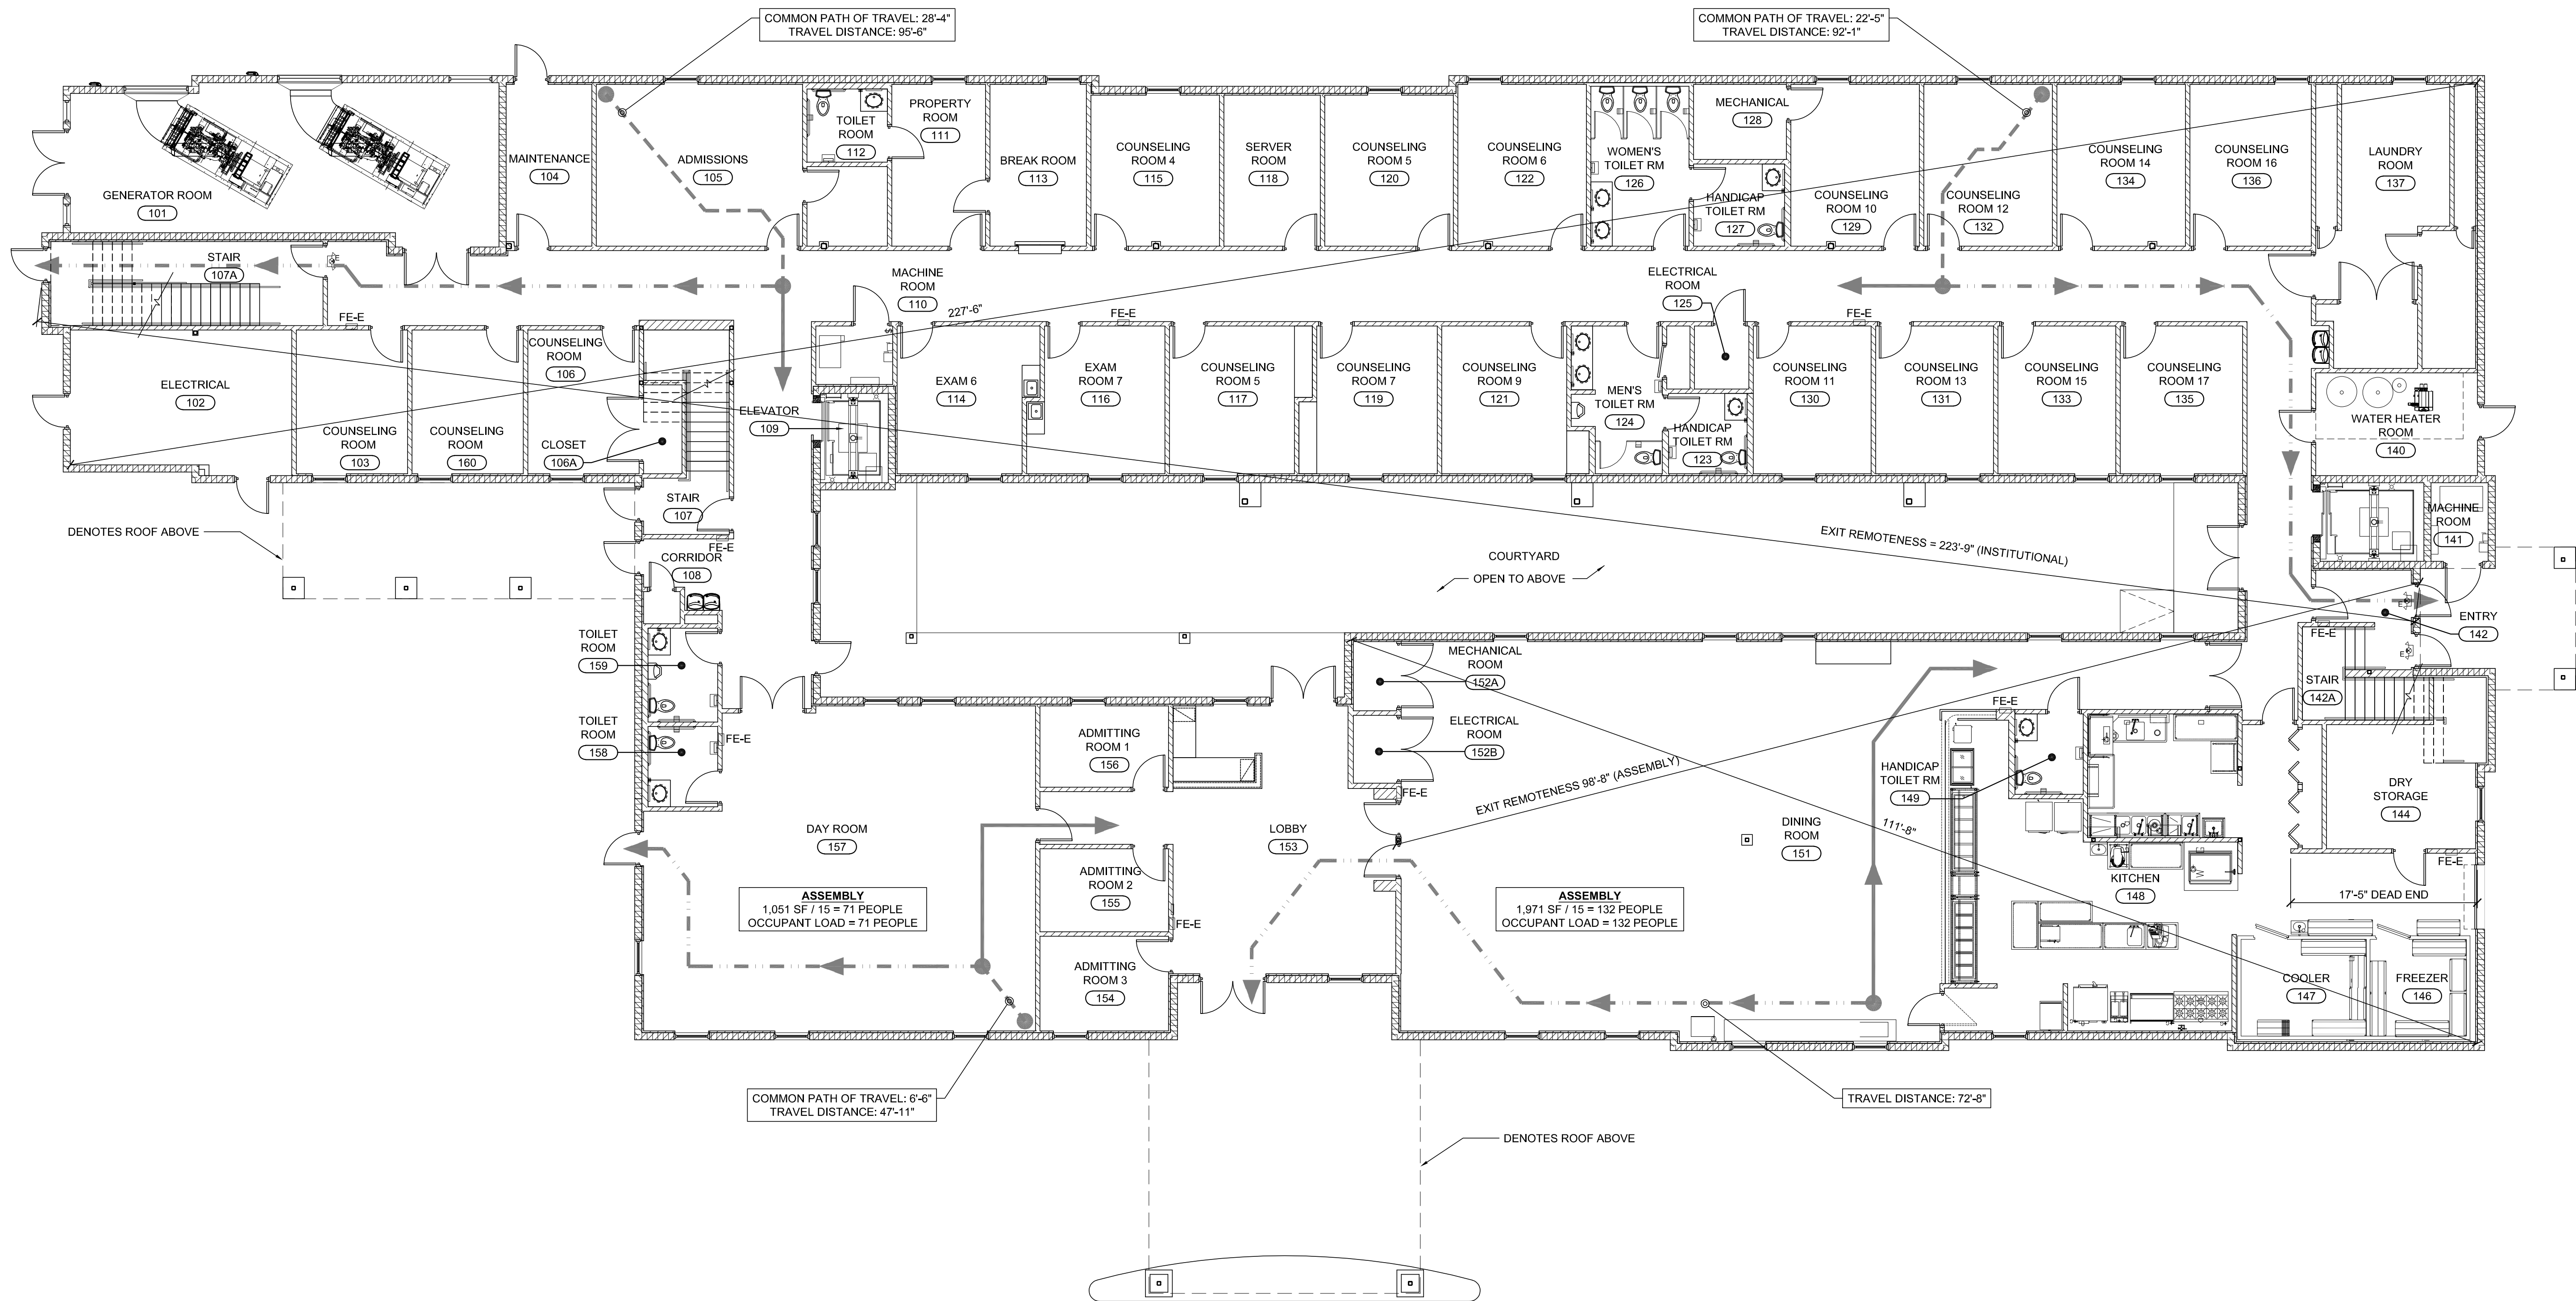 COMMON PATH OF TRAVEL: 28'-4"
TRAVEL DISTANCE: 95'-6"
COMMON PATH OF TRAVEL: 22'-5"
TRAVEL DISTANCE: 92'-1"
GENERATOR ROOM
101
MAINTENANCE
104
ADMISSIONS
105
TOILET
ROOM
112
PROPERTY
ROOM
111
BREAK ROOM
113
COUNSELING
ROOM 4
115
SERVER
ROOM
118
COUNSELING
ROOM 5
120
COUNSELING
ROOM 6
122
WOMEN'S
TOILET RM
126
MECHANICAL
128
HANDICAP
TOILET RM
127
COUNSELING
ROOM 10
129
COUNSELING
ROOM 12
132
COUNSELING
ROOM 14
134
COUNSELING
ROOM 16
136
LAUNDRY
ROOM
137
STAIR
107A
E
MACHINE
ROOM
110
227'-6"
ELECTRICAL
ROOM
125
FE-E
FE-E
FE-E
S
ELECTRICAL
102
COUNSELING
ROOM
103
COUNSELING
ROOM
160
COUNSELING
ROOM
106
CLOSET
106A
ELEVATOR
109
EXAM 6
114
EXAM
ROOM 7
116
COUNSELING
ROOM 5
117
COUNSELING
ROOM 7
119
COUNSELING
ROOM 9
121
MEN'S
TOILET RM
124
HANDICAP
TOILET RM
123
COUNSELING
ROOM 11
130
COUNSELING
ROOM 13
131
COUNSELING
ROOM 15
133
COUNSELING
ROOM 17
135
WATER HEATER
ROOM
140
STAIR
107
FE-E
DENOTES ROOF ABOVE
CORRIDOR
108
COURTYARD
OPEN TO ABOVE
EXIT REMOTENESS = 223'-9" (INSTITUTIONAL)
MACHINE
ROOM
141
E
ENTRY
142
FE-E
E
TOILET
ROOM
159
MECHANICAL
ROOM
152A
STAIR
142A
TOILET
ROOM
158
FE-E
ADMITTING
ROOM 1
156
ELECTRICAL
ROOM
152B
FE-E
FE-E
HANDICAP
TOILET RM
149
EXIT REMOTENESS 98'-8" (ASSEMBLY)
111'-8"
DRY
STORAGE
144
DAY ROOM
157
LOBBY
153
DINING
ROOM
151
FE-E
ADMITTING
ROOM 2
155
KITCHEN
148
17'-5" DEAD END
ASSEMBLY
1,051 SF / 15 = 71 PEOPLE
OCCUPANT LOAD = 71 PEOPLE
FE-E
ASSEMBLY
1,971 SF / 15 = 132 PEOPLE
OCCUPANT LOAD = 132 PEOPLE
ADMITTING
ROOM 3
154
COOLER
147
FREEZER
146
COMMON PATH OF TRAVEL: 6'-6"
TRAVEL DISTANCE: 47'-11"
TRAVEL DISTANCE: 72'-8"
DENOTES ROOF ABOVE